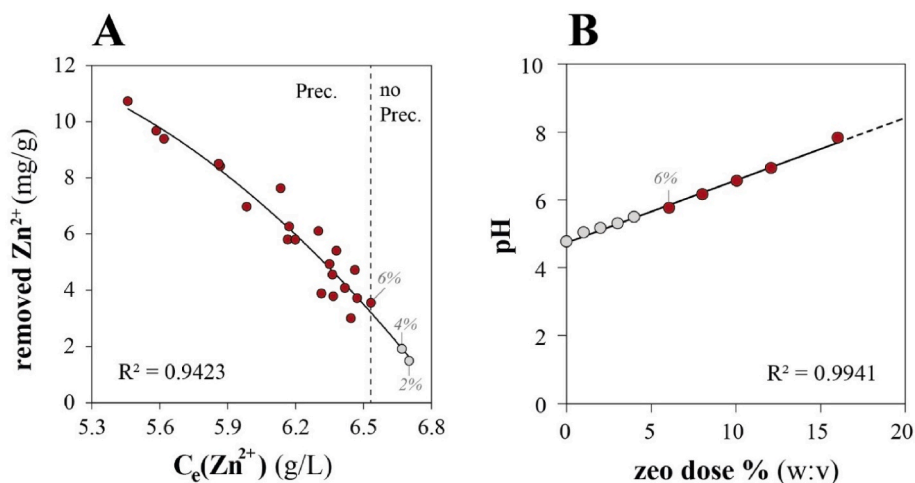 A
removed Zn²⁺ (mg/g)
12
10
8
6
4
2
0
Prec.
no
Prec.
6%
4%
2%
R² = 0.9423
5.3
5.6
5.9
6.2
6.5
6.8
Cₑ(Zn²⁺) (g/L)
B
pH
10
8
6
4
2
0
6%
R² = 0.9941
0
5
10
15
20
zeo dose % (w:v)